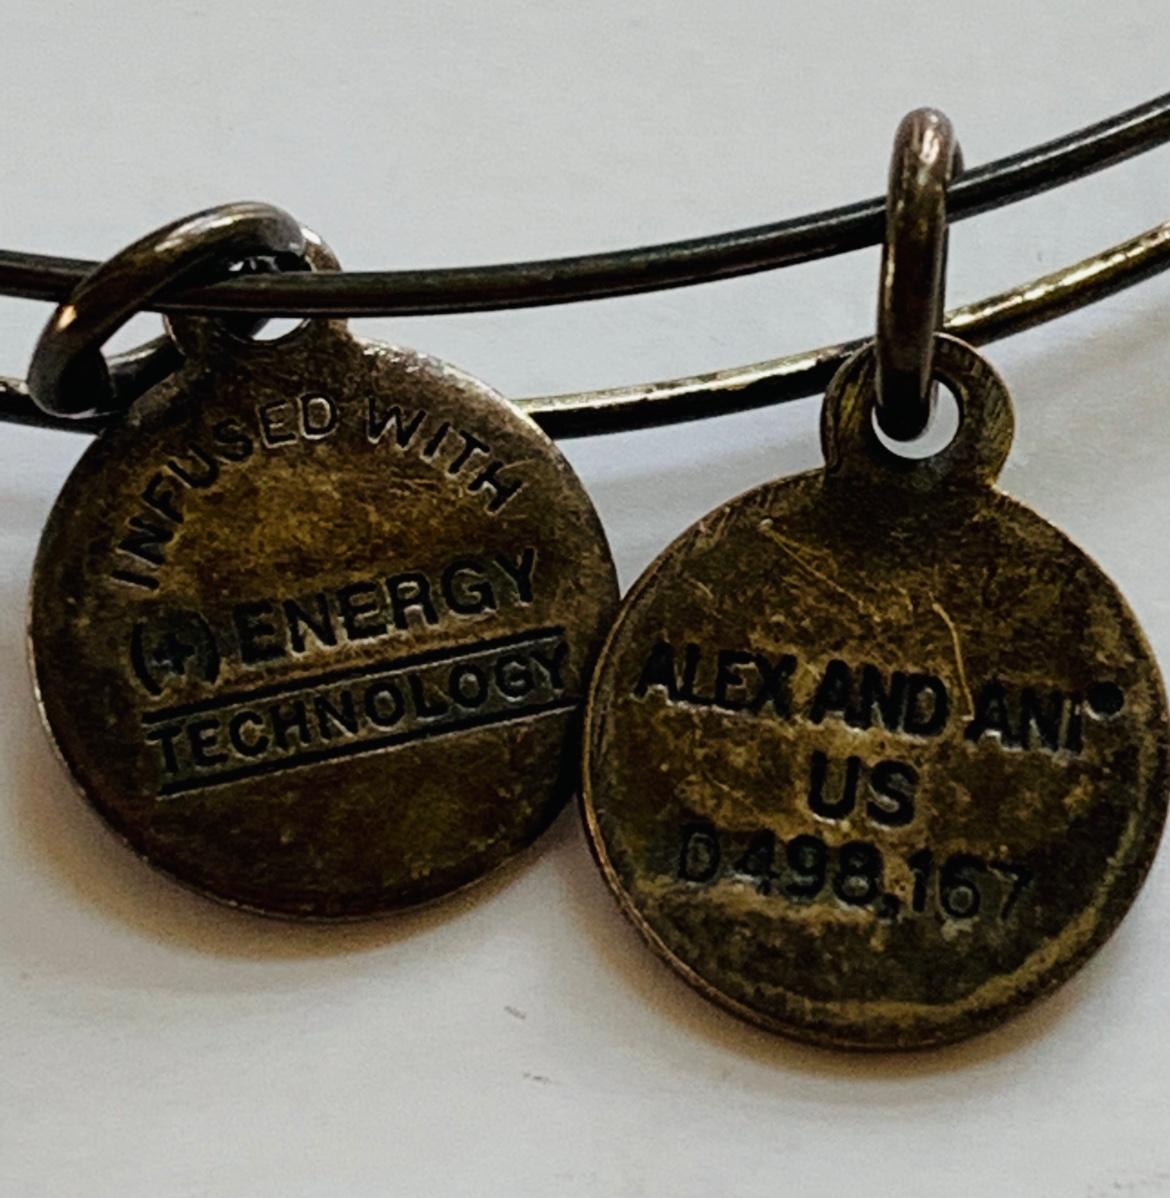 INFUSED WITH
(+) ENERGY
TECHNOLOGY
ALEX AND ANI
US
D 498,167